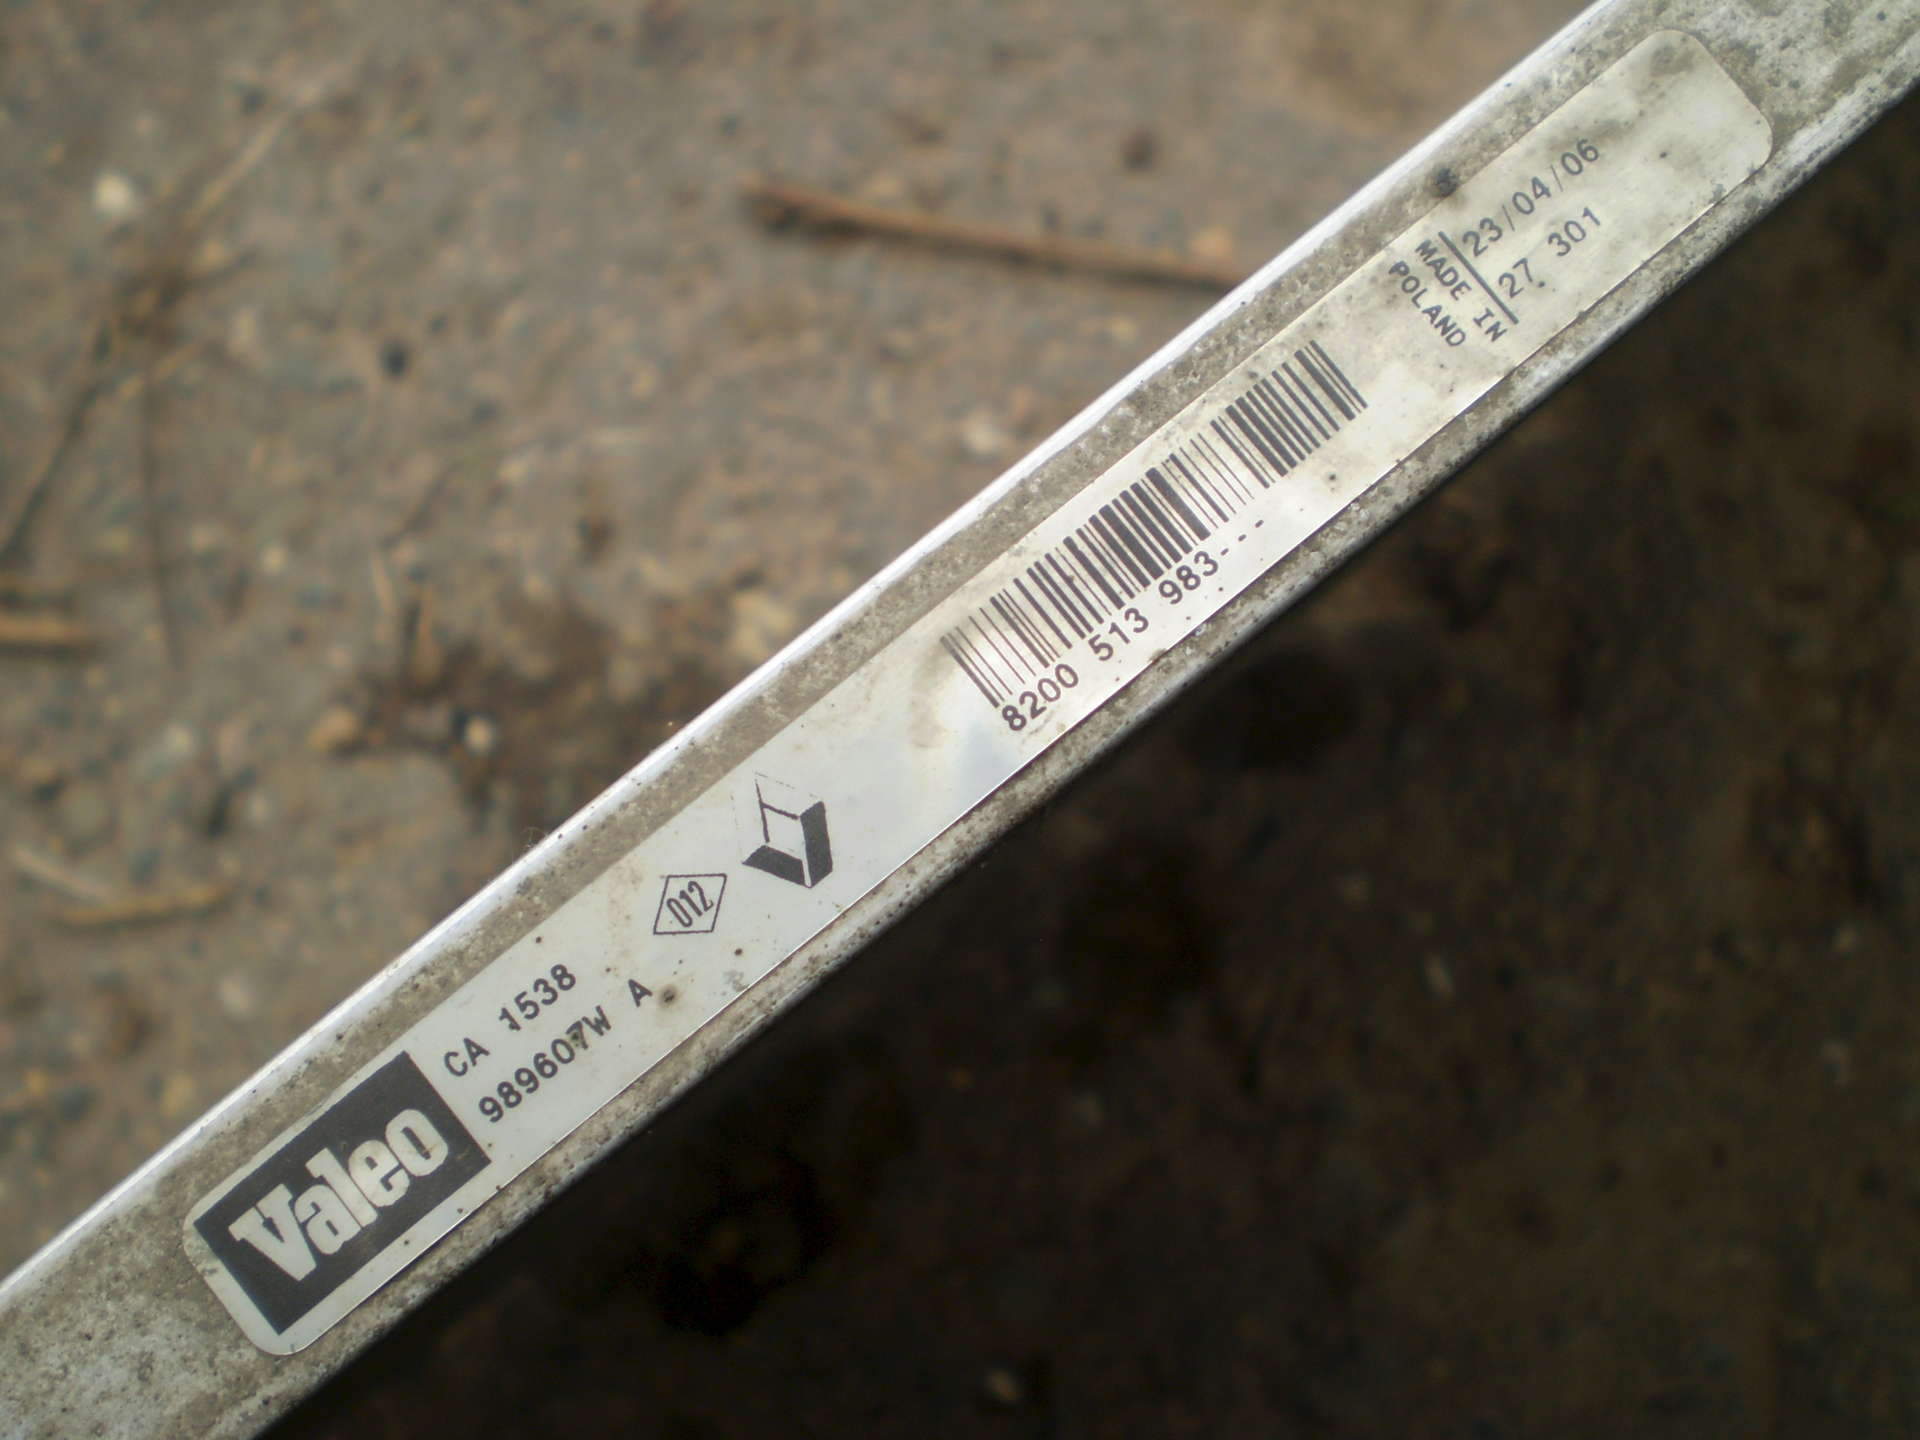 Valeo
CA 1538
989607W A
012
8200 513 983---
MADE IN
POLAND
23/04/06
27 301